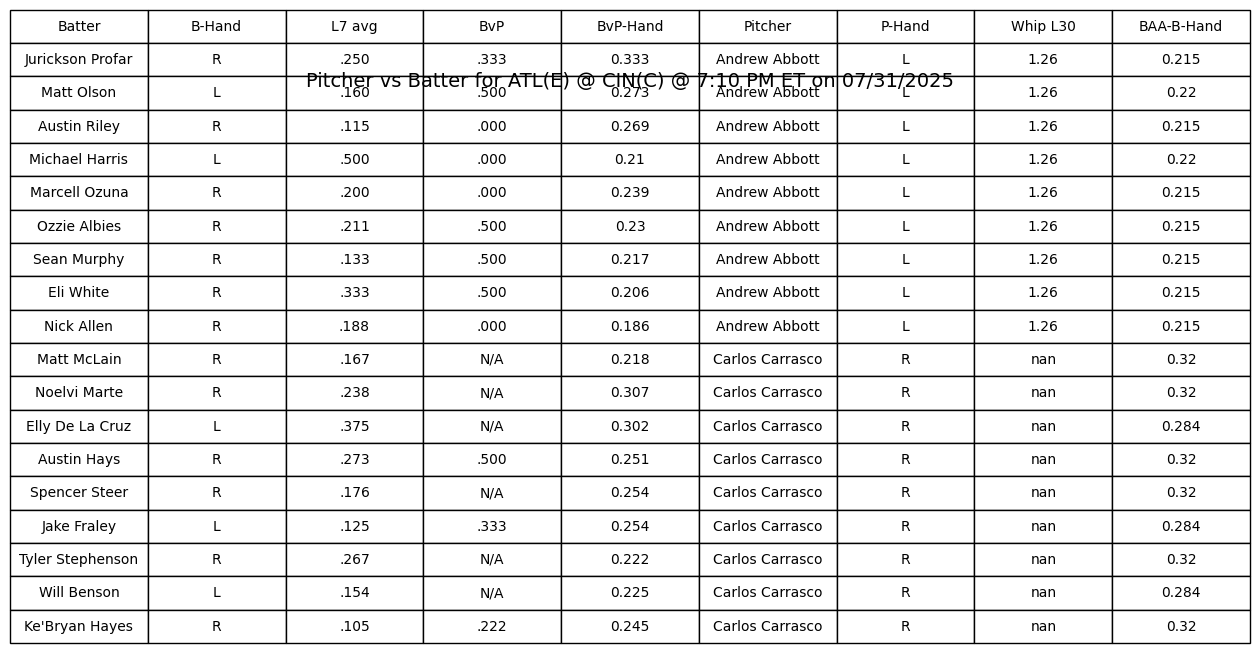 Batter B-Hand L7 avg BvP BvP-Hand Pitcher P-Hand Whip L30 BAA-B-Hand
Jurickson Profar R .250 .333 0.333 Andrew Abbott L 1.26 0.215
Pitcher vs Batter for ATL(E) @ CIN(C) @ 7:10 PM ET on 07/31/2025
Matt Olson L .160 .500 0.273 Andrew Abbott L 1.26 0.22
Austin Riley R .115 .000 0.269 Andrew Abbott L 1.26 0.215
Michael Harris L .500 .000 0.21 Andrew Abbott L 1.26 0.22
Marcell Ozuna R .200 .000 0.239 Andrew Abbott L 1.26 0.215
Ozzie Albies R .211 .500 0.23 Andrew Abbott L 1.26 0.215
Sean Murphy R .133 .500 0.217 Andrew Abbott L 1.26 0.215
Eli White R .333 .500 0.206 Andrew Abbott L 1.26 0.215
Nick Allen R .188 .000 0.186 Andrew Abbott L 1.26 0.215
Matt McLain R .167 N/A 0.218 Carlos Carrasco R nan 0.32
Noelvi Marte R .238 N/A 0.307 Carlos Carrasco R nan 0.32
Elly De La Cruz L .375 N/A 0.302 Carlos Carrasco R nan 0.284
Austin Hays R .273 .500 0.251 Carlos Carrasco R nan 0.32
Spencer Steer R .176 N/A 0.254 Carlos Carrasco R nan 0.32
Jake Fraley L .125 .333 0.254 Carlos Carrasco R nan 0.284
Tyler Stephenson R .267 N/A 0.222 Carlos Carrasco R nan 0.32
Will Benson L .154 N/A 0.225 Carlos Carrasco R nan 0.284
Ke'Bryan Hayes R .105 .222 0.245 Carlos Carrasco R nan 0.32